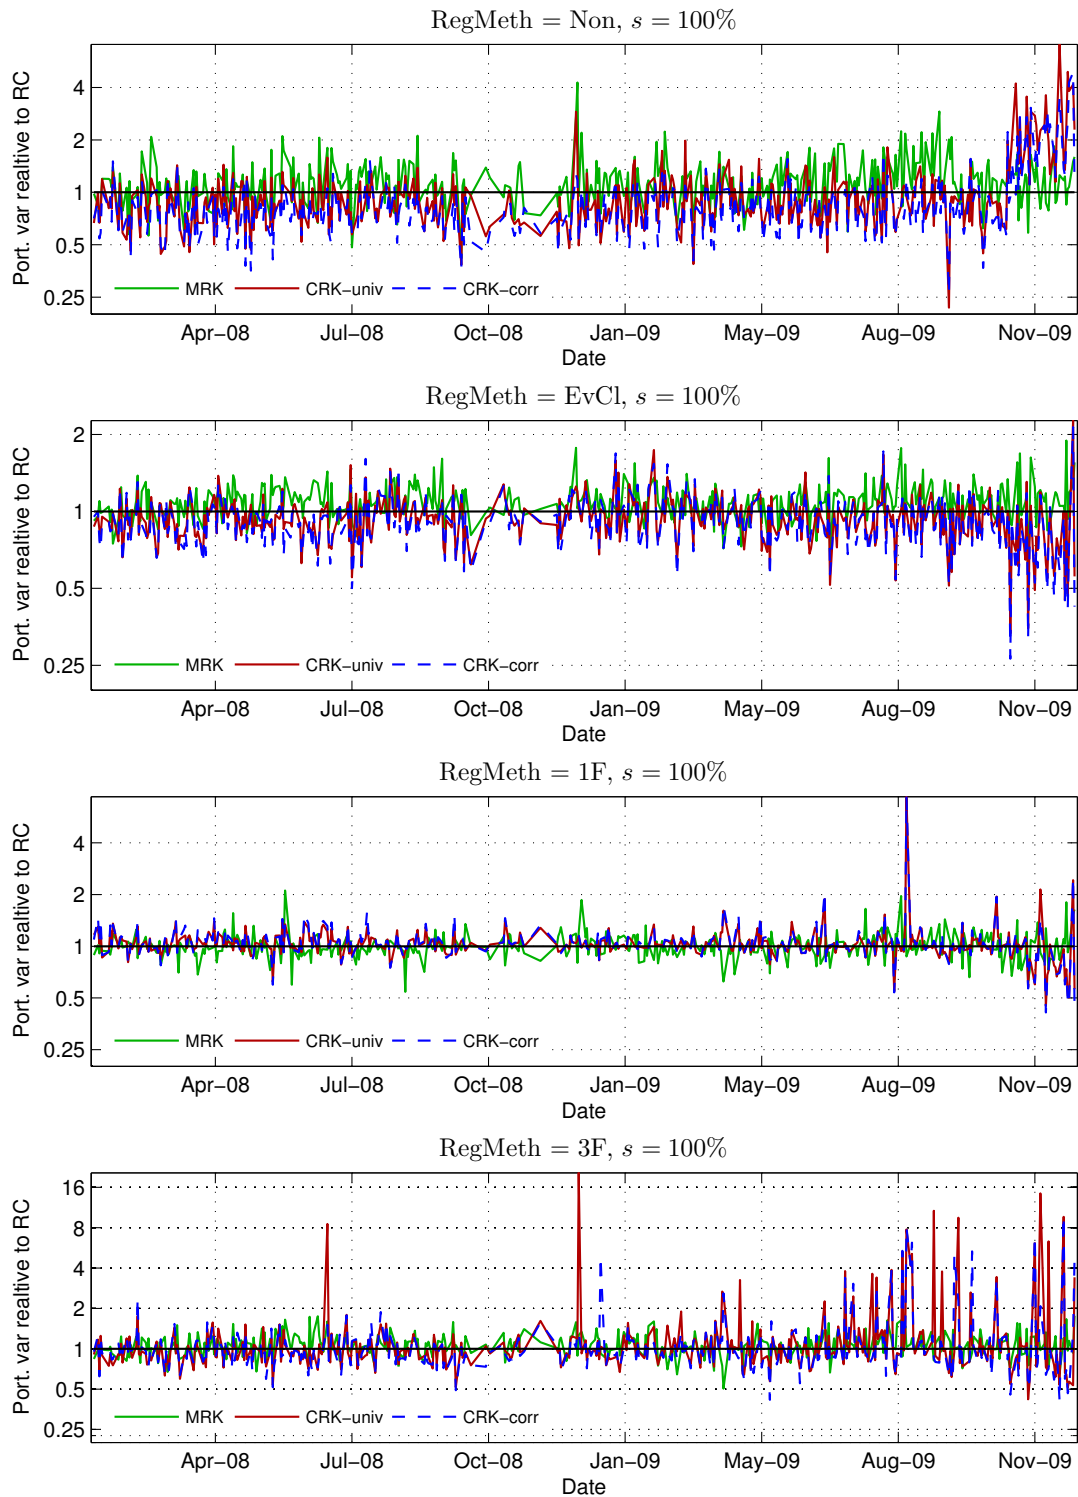 RegMeth = Non, s = 100%
Port. var realtive to RC
4
2
1
0.5
0.25
MRK CRK−univ CRK−corr
Apr−08 Jul−08 Oct−08 Jan−09 May−09 Aug−09 Nov−09
Date
RegMeth = EvCl, s = 100%
Port. var realtive to RC
2
1
0.5
0.25
MRK CRK−univ CRK−corr
Apr−08 Jul−08 Oct−08 Jan−09 May−09 Aug−09 Nov−09
Date
RegMeth = 1F, s = 100%
Port. var realtive to RC
4
2
1
0.5
0.25
MRK CRK−univ CRK−corr
Apr−08 Jul−08 Oct−08 Jan−09 May−09 Aug−09 Nov−09
Date
RegMeth = 3F, s = 100%
Port. var realtive to RC
16
8
4
2
1
0.5
0.25
MRK CRK−univ CRK−corr
Apr−08 Jul−08 Oct−08 Jan−09 May−09 Aug−09 Nov−09
Date